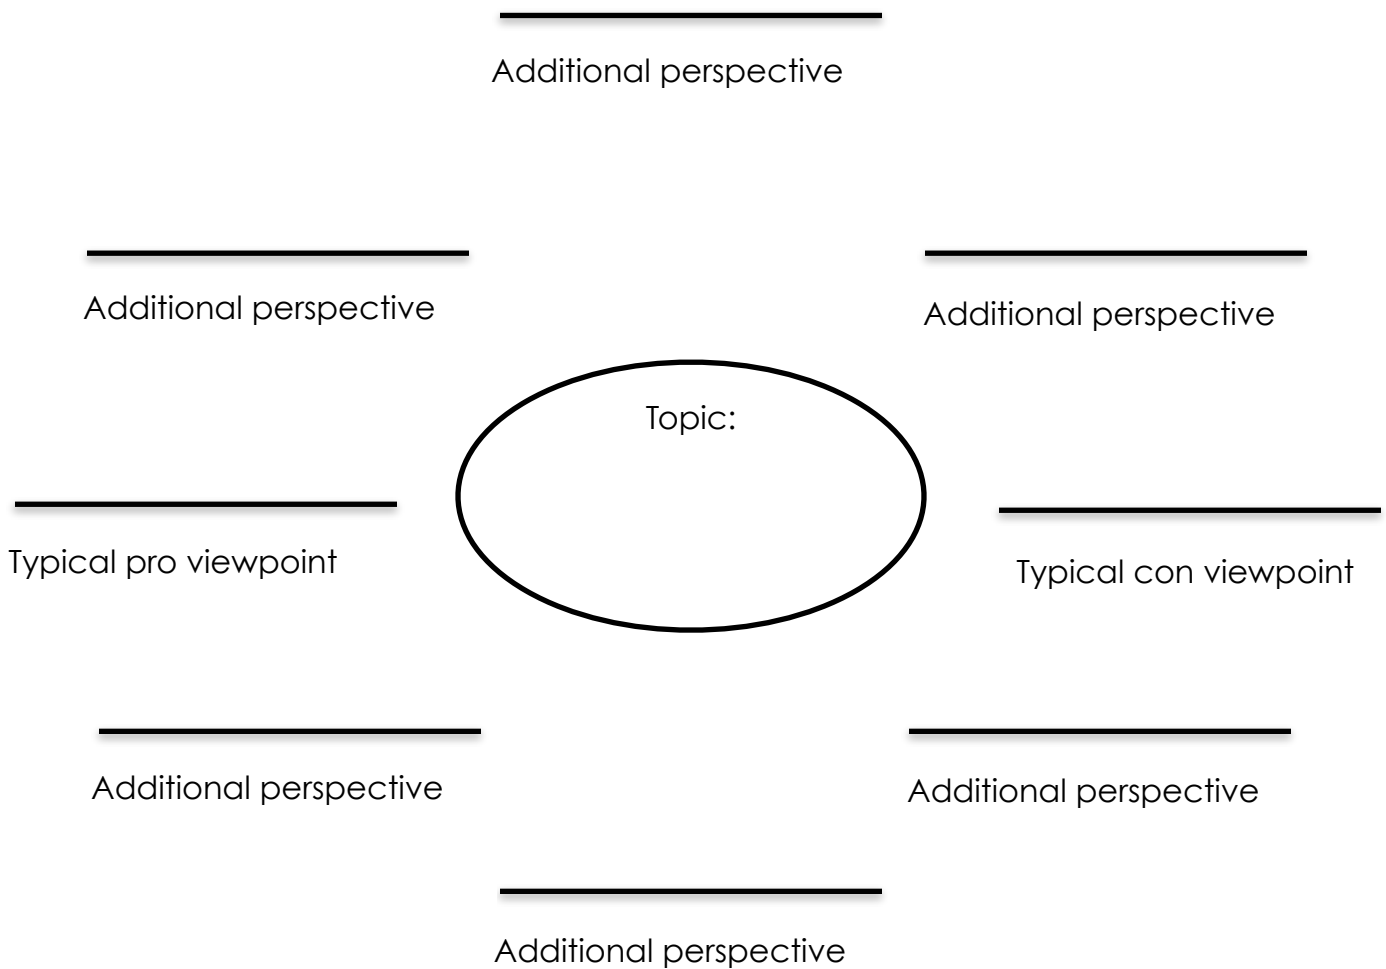 Additional perspective
Additional perspective
Additional perspective
Topic:
Typical pro viewpoint
Typical con viewpoint
Additional perspective
Additional perspective
Additional perspective